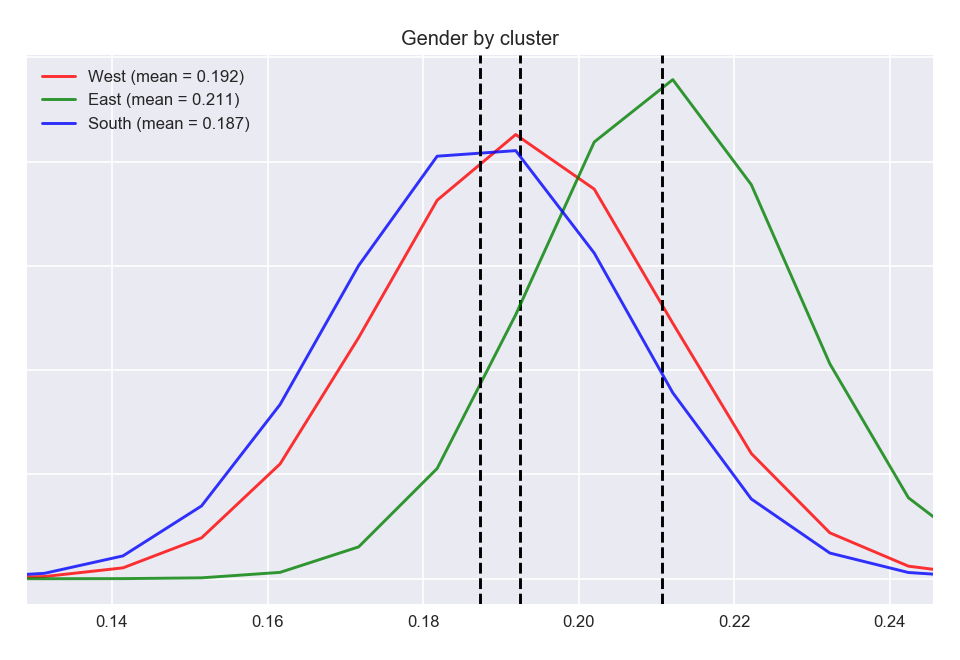 Gender by cluster
West (mean = 0.192)
East (mean = 0.211)
South (mean = 0.187)
0.14 0.16 0.18 0.20 0.22 0.24